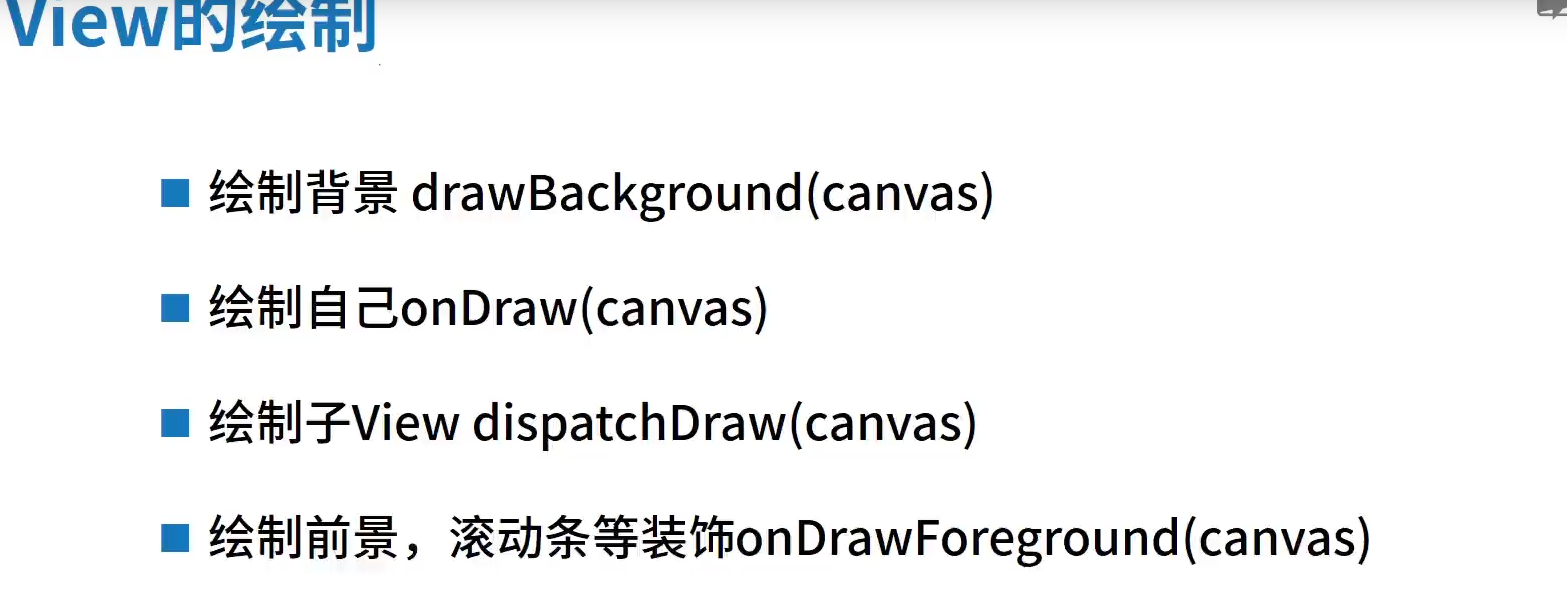 View的绘制
绘制背景 drawBackground(canvas)
绘制自己onDraw(canvas)
绘制子View dispatchDraw(canvas)
绘制前景，滚动条等装饰onDrawForeground(canvas)